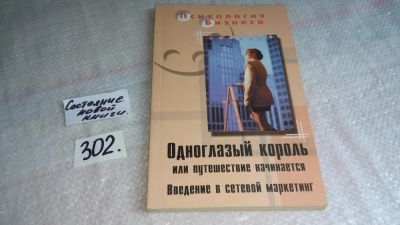 Психология
Бизнеса
Состояние
новой
книги.
302.
Одноглазый король
или путешествие начинается
Введение в сетевой маркетинг